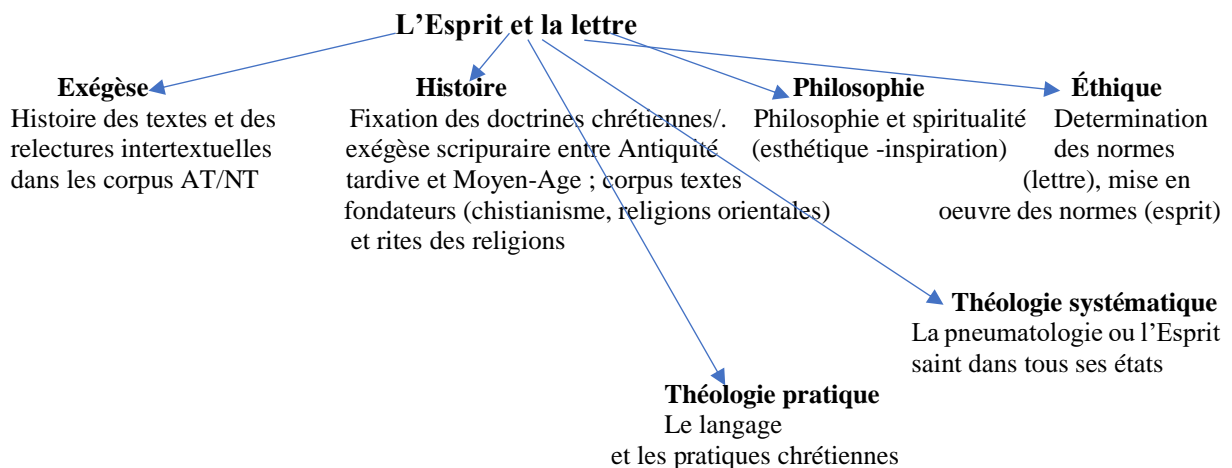 L’Esprit et la lettre
Exégèse
Histoire des textes et des
relectures intertextuelles
dans les corpus AT/NT
Histoire
Fixation des doctrines chrétiennes/.
exégèse scripuraire entre Antiquité
tardive et Moyen-Age ; corpus textes
fondateurs (chistianisme, religions orientales)
et rites des religions
Philosophie
Philosophie et spiritualité
(esthétique -inspiration)
Éthique
Determination
des normes
(lettre), mise en
oeuvre des normes (esprit)
Théologie systématique
La pneumatologie ou l’Esprit
saint dans tous ses états
Théologie pratique
Le langage
et les pratiques chrétiennes